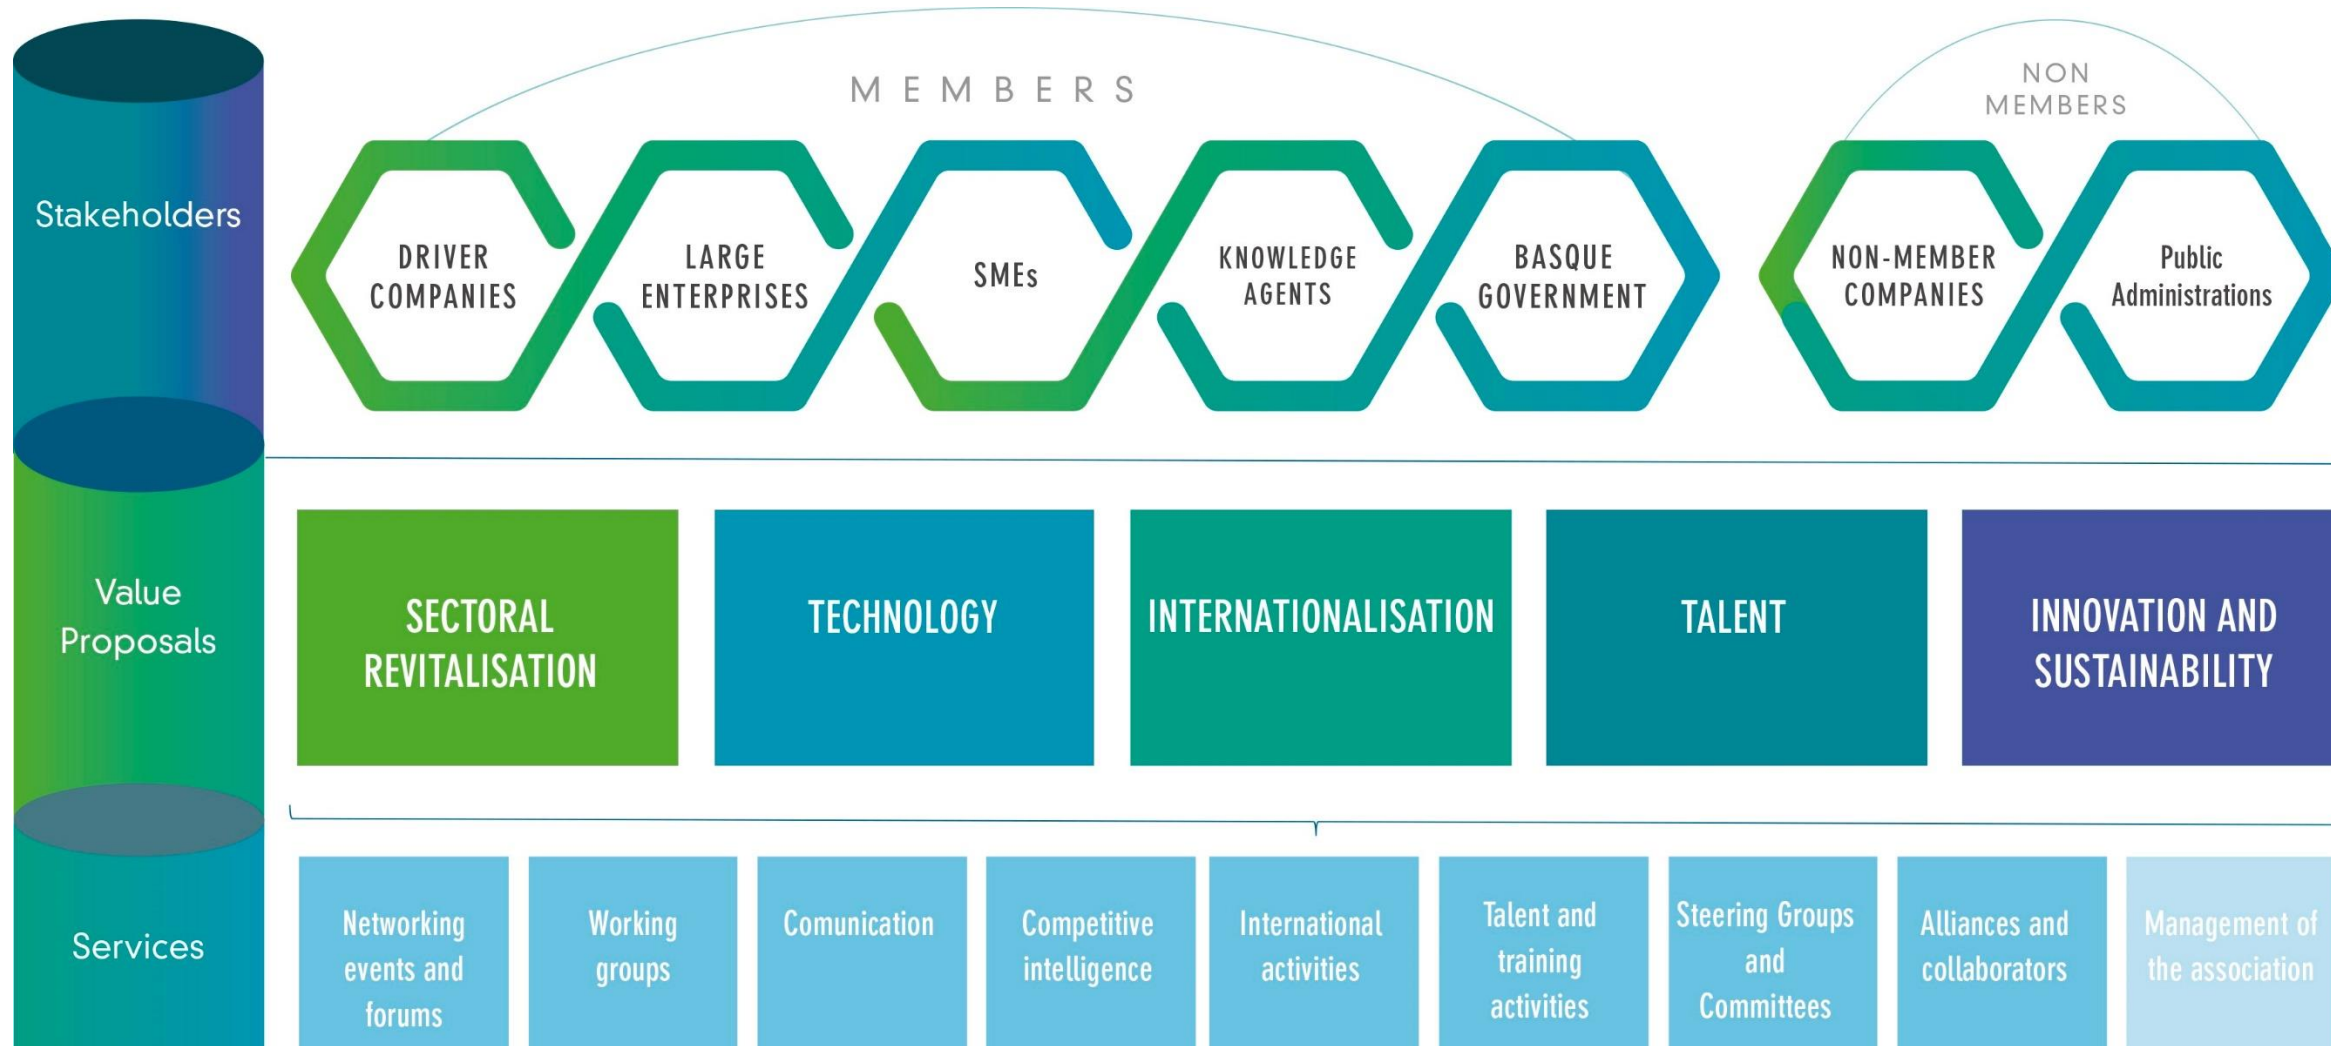 MEMBERS
NON
MEMBERS
Stakeholders
DRIVER
COMPANIES
LARGE
ENTERPRISES
SMEs
KNOWLEDGE
AGENTS
BASQUE
GOVERNMENT
NON-MEMBER
COMPANIES
Public
Administrations
Value
Proposals
SECTORAL
REVITALISATION
TECHNOLOGY
INTERNATIONALISATION
TALENT
INNOVATION AND
SUSTAINABILITY
Services
Networking
events and
forums
Working
groups
Comunication
Competitive
intelligence
International
activities
Talent and
training
activities
Steering Groups
and
Committees
Alliances and
collaborators
Management of
the association